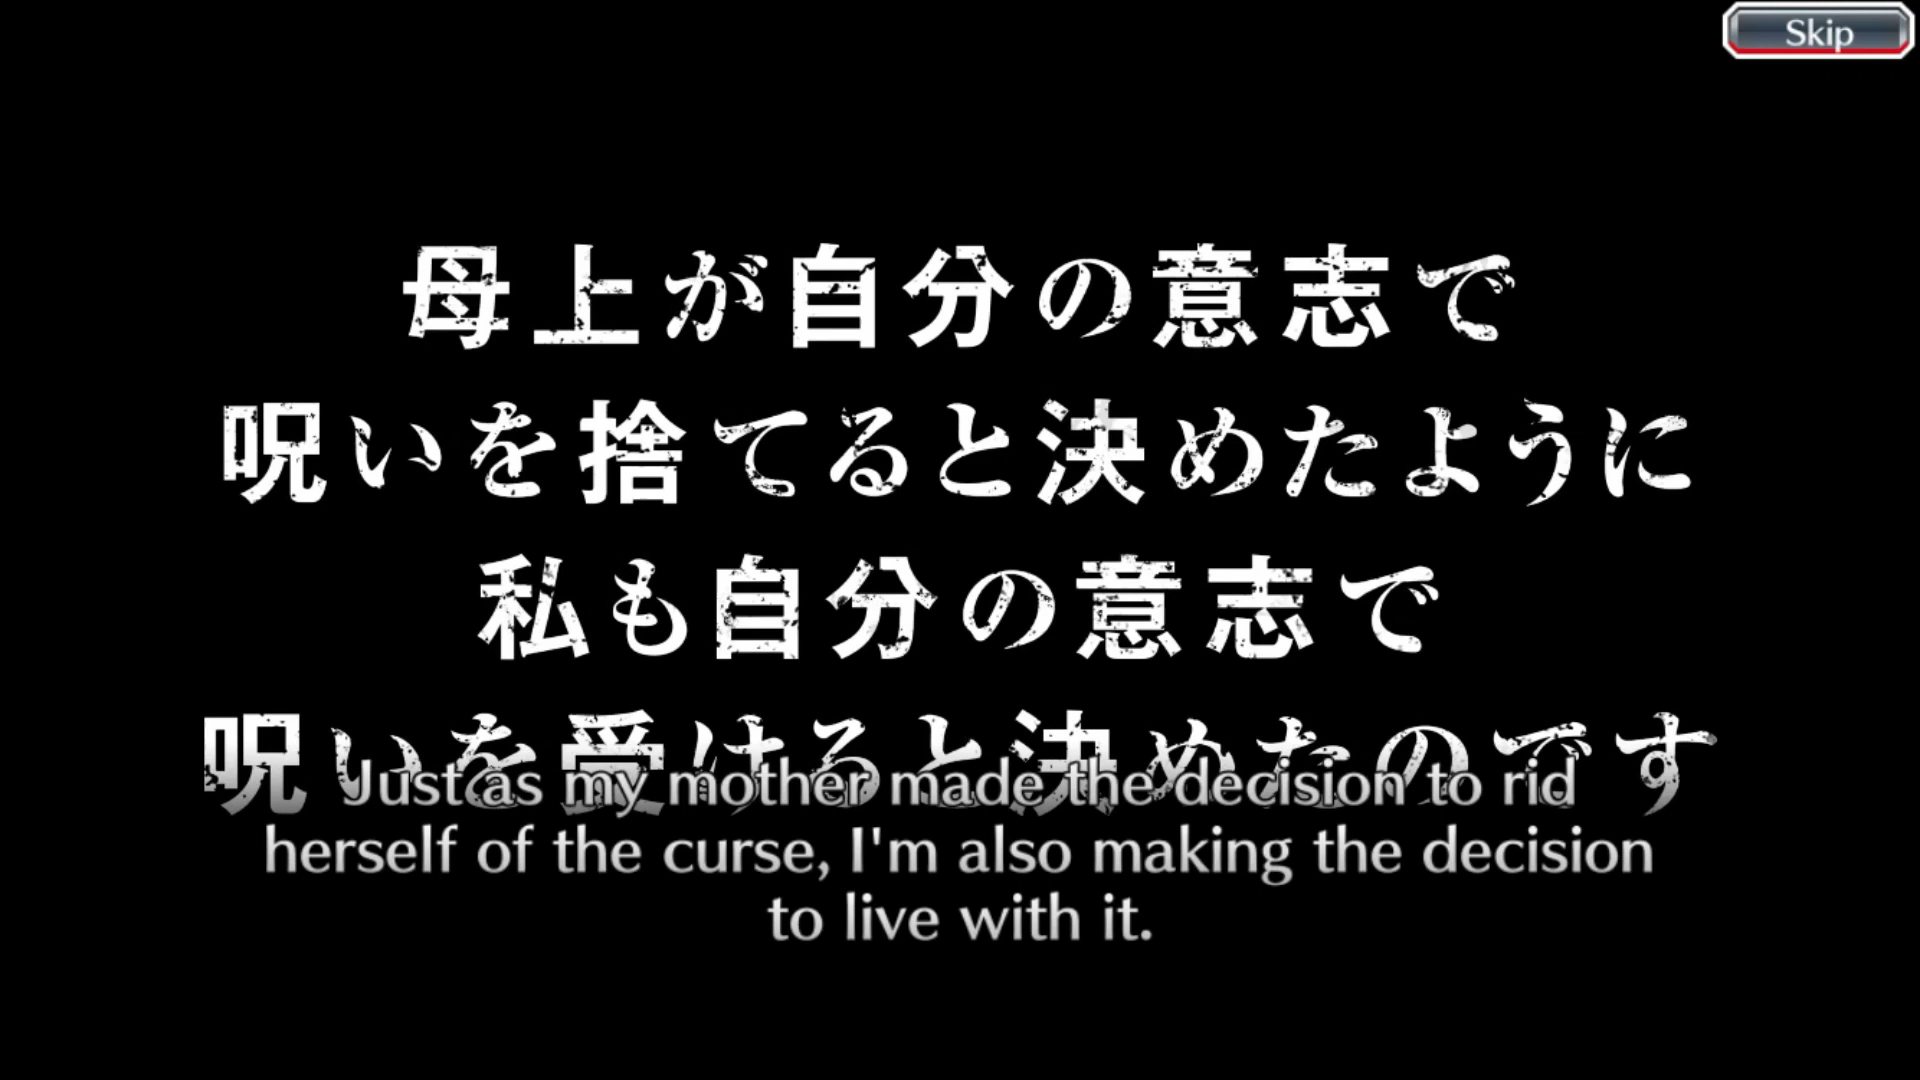 Skip
母上が自分の意志で
呪いを捨てると決めたように
私も自分の意志で
呪いを受けると決めたのです
Just as my mother made the decision to rid
herself of the curse, I'm also making the decision
to live with it.